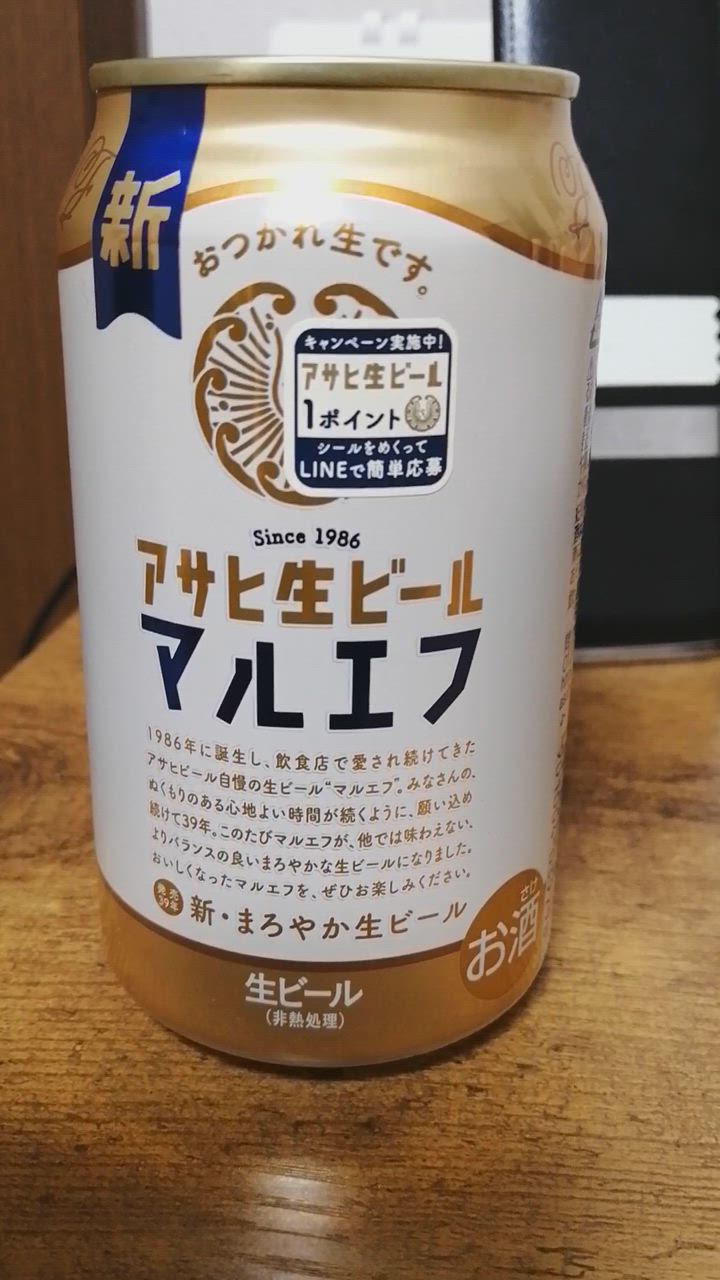 新
おつかれ生です。
キャンペーン実施中!
アサヒ生ビール
1ポイント
シールをめくって
LINEで簡単応募
Since 1986
アサヒ生ビール
マルエフ
1986年に誕生し、飲食店で愛され続けてきた
アサヒビール自慢の生ビール“マルエフ”。みなさんの、
ぬくもりのある心地よい時間が続くように、願い込め
続けて39年。このたびマルエフが、他では味わえない、
よりバランスの良いまろやかな生ビールになりました。
おいしくなったマルエフを、ぜひお楽しみください。
発売
39年
新・まろやか生ビール
さけ
お酒
生ビール
(非熱処理)